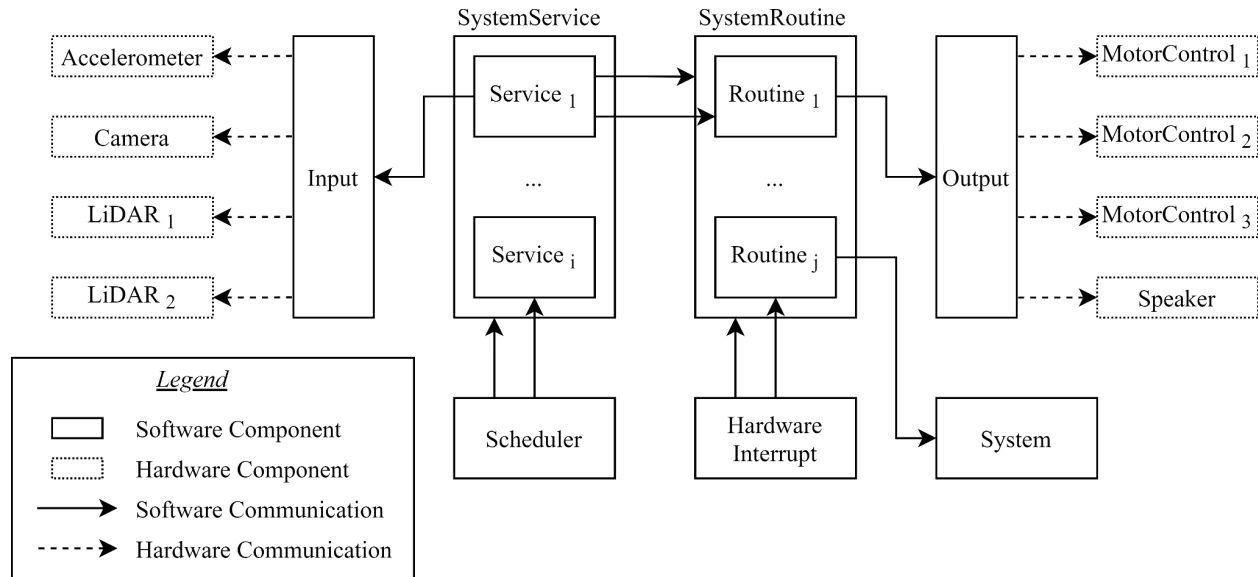 SystemService
SystemRoutine
Accelerometer
Camera
LiDAR 1
LiDAR 2
Input
Service 1
...
Service i
Routine 1
...
Routine j
Output
MotorControl 1
MotorControl 2
MotorControl 3
Speaker
Scheduler
Hardware
Interrupt
System
Legend
Software Component
Hardware Component
Software Communication
Hardware Communication